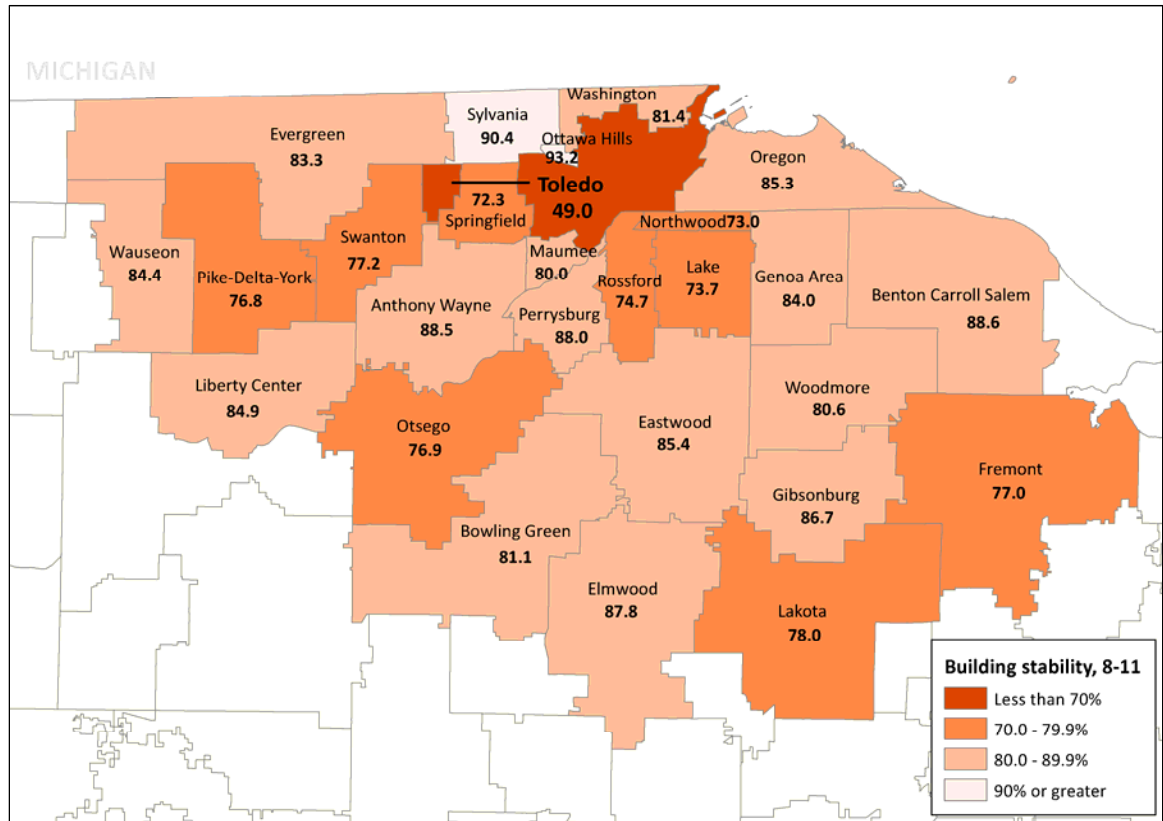 MICHIGAN
Washington
81.4
Sylvania
90.4
Evergreen
83.3
Ottawa Hills
93.2
Oregon
85.3
Toledo
49.0
72.3
Springfield
Northwood 73.0
Swanton
77.2
Wauseon
84.4
Pike-Delta-York
76.8
Maumee
80.0
Rossford
74.7
Lake
73.7
Genoa Area
84.0
Benton Carroll Salem
88.6
Anthony Wayne
88.5
Perrysburg
88.0
Liberty Center
84.9
Woodmore
80.6
Otsego
76.9
Eastwood
85.4
Fremont
77.0
Gibsonburg
86.7
Bowling Green
81.1
Elmwood
87.8
Lakota
78.0
Building stability, 8-11
Less than 70%
70.0 - 79.9%
80.0 - 89.9%
90% or greater